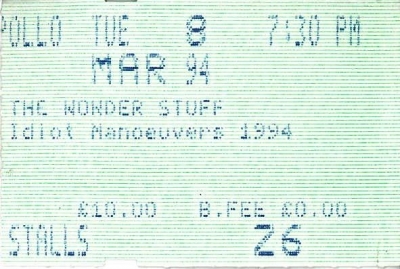 POLLO TUE 8 7:30 PM
MAR 94
THE WONDER STUFF
Idiot Manoeuvers 1994
£10.00 B.FEE £0.00
STALLS Z6